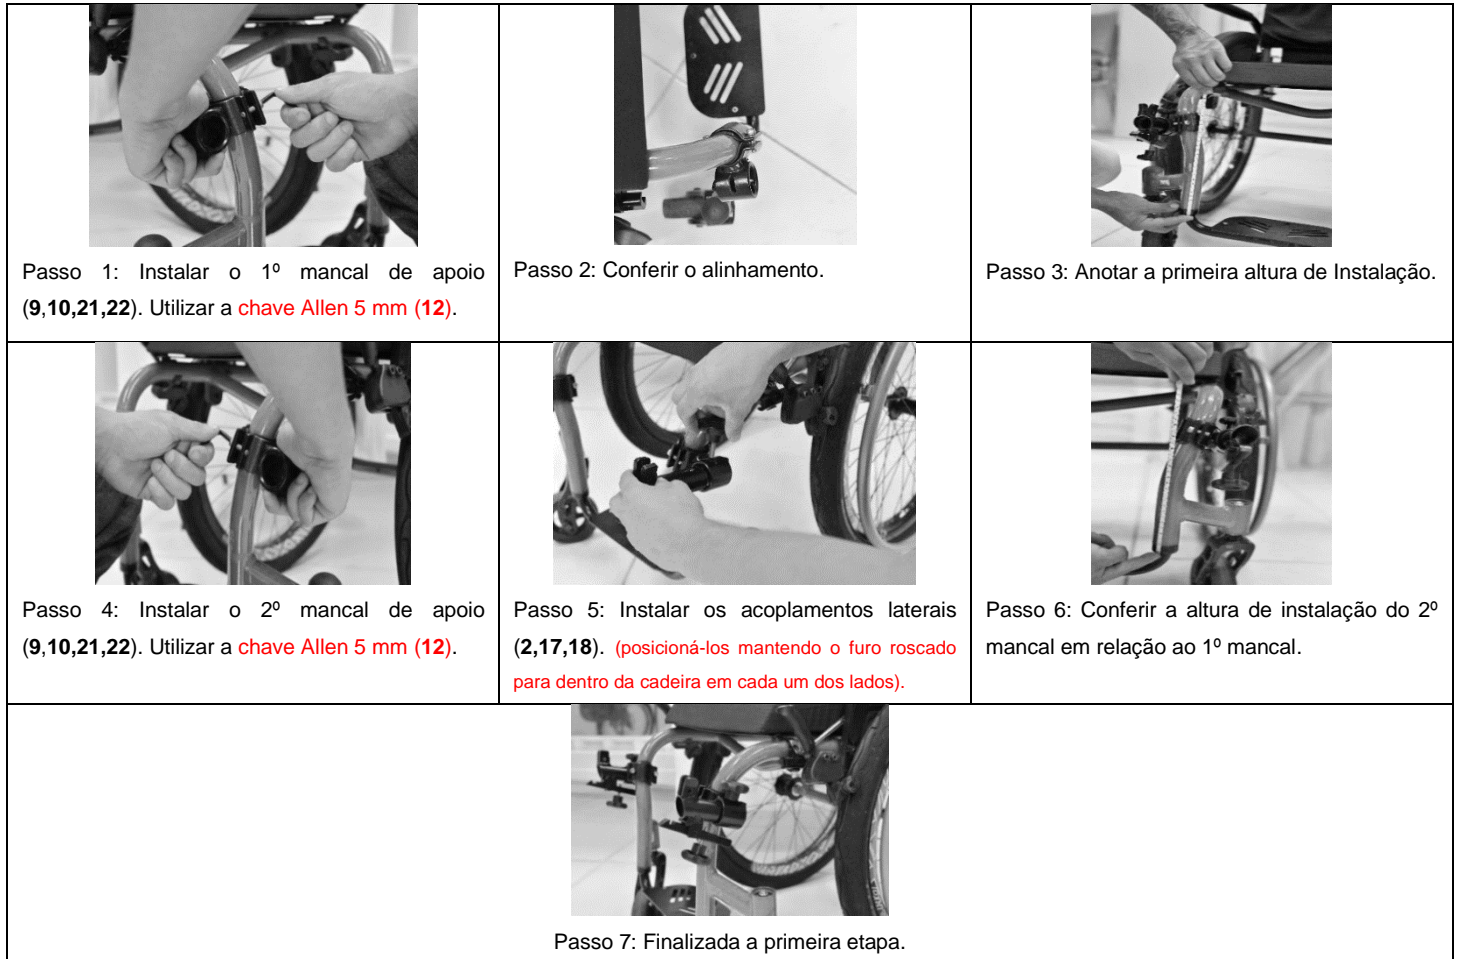 Passo 1: Instalar o 1º mancal de apoio
(9,10,21,22). Utilizar a chave Allen 5 mm (12).
Passo 2: Conferir o alinhamento.
Passo 3: Anotar a primeira altura de Instalação.
Passo 4: Instalar o 2º mancal de apoio
(9,10,21,22). Utilizar a chave Allen 5 mm (12).
Passo 5: Instalar os acoplamentos laterais
(2,17,18). (posicioná-los mantendo o furo roscado
para dentro da cadeira em cada um dos lados).
Passo 6: Conferir a altura de instalação do 2º
mancal em relação ao 1º mancal.
Passo 7: Finalizada a primeira etapa.